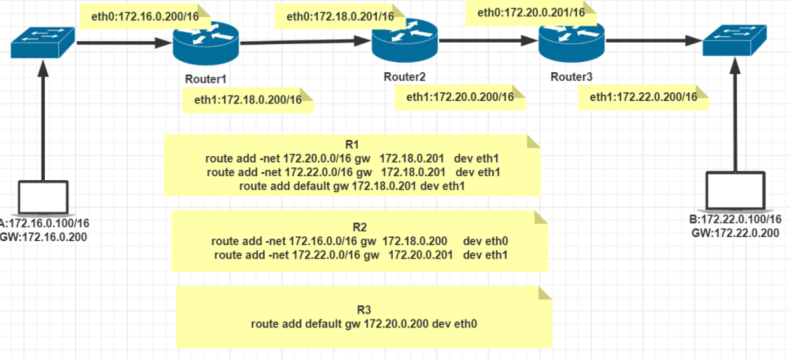 eth0:172.16.0.200/16
eth0:172.18.0.201/16
eth0:172.20.0.201/16
Router1
Router2
Router3
eth1:172.18.0.200/16
eth1:172.20.0.200/16
eth1:172.22.0.200/16
R1
route add -net 172.20.0.0/16 gw 172.18.0.201 dev eth1
route add -net 172.22.0.0/16 gw 172.18.0.201 dev eth1
route add default gw 172.18.0.201 dev eth1
A:172.16.0.100/16
GW:172.16.0.200
B:172.22.0.100/16
GW:172.22.0.200
R2
route add -net 172.16.0.0/16 gw 172.18.0.200 dev eth0
route add -net 172.22.0.0/16 gw 172.20.0.201 dev eth1
R3
route add default gw 172.20.0.200 dev eth0